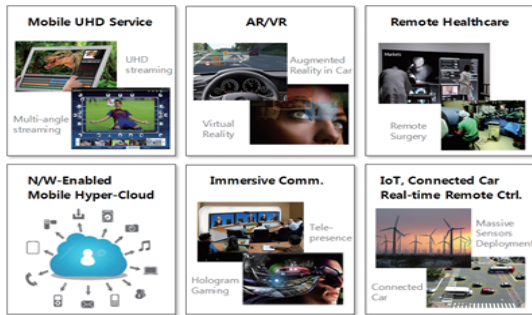 Mobile UHD Service
UHD
streaming
Multi-angle
streaming
AR/VR
Augmented
Reality in Car
Virtual
Reality
Remote Healthcare
Remote
Surgery
N/W-Enabled
Mobile Hyper-Cloud
Immersive Comm.
Tele-
presence
Hologram
Gaming
IoT, Connected Car
Real-time Remote Ctrl.
Massive
Sensors
Deployment
Connected
Car